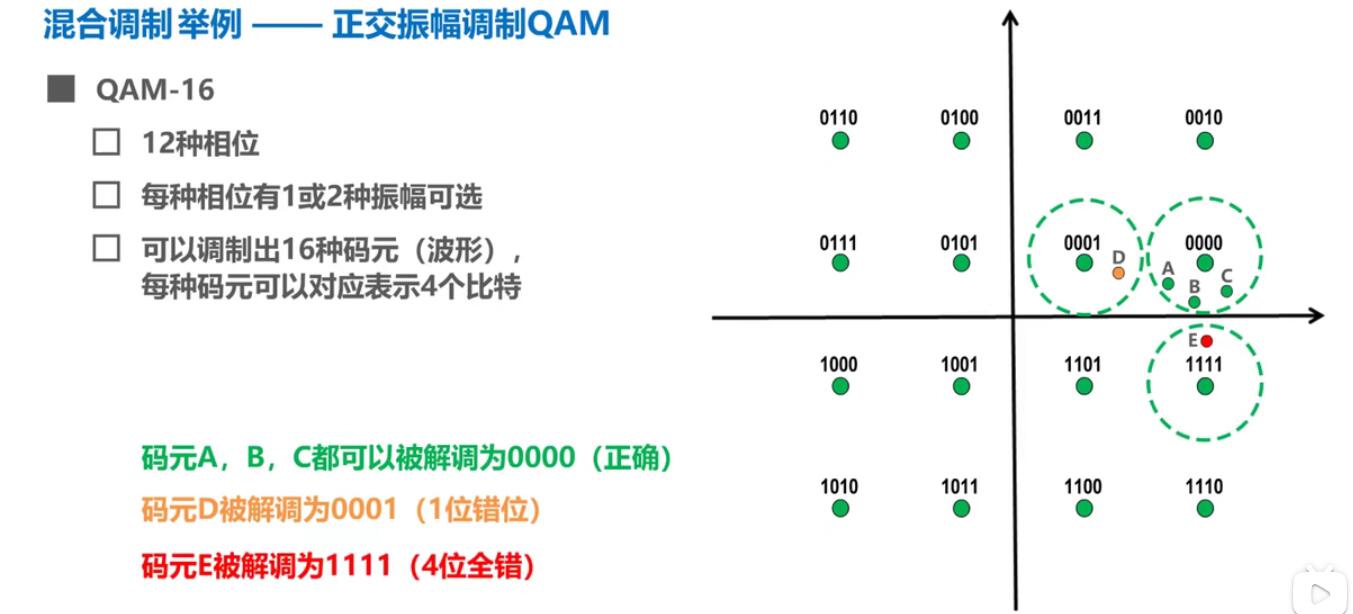 混合调制 举例 —— 正交振幅调制QAM
QAM-16
12种相位
每种相位有1或2种振幅可选
可以调制出16种码元（波形），
每种码元可以对应表示4个比特
码元A，B，C都可以被解调为0000（正确）
码元D被解调为0001（1位错位）
码元E被解调为1111（4位全错）
0110 0100 0011 0010
0111 0101 0001 0000
D A B C
E
1000 1001 1101 1111
1010 1011 1100 1110